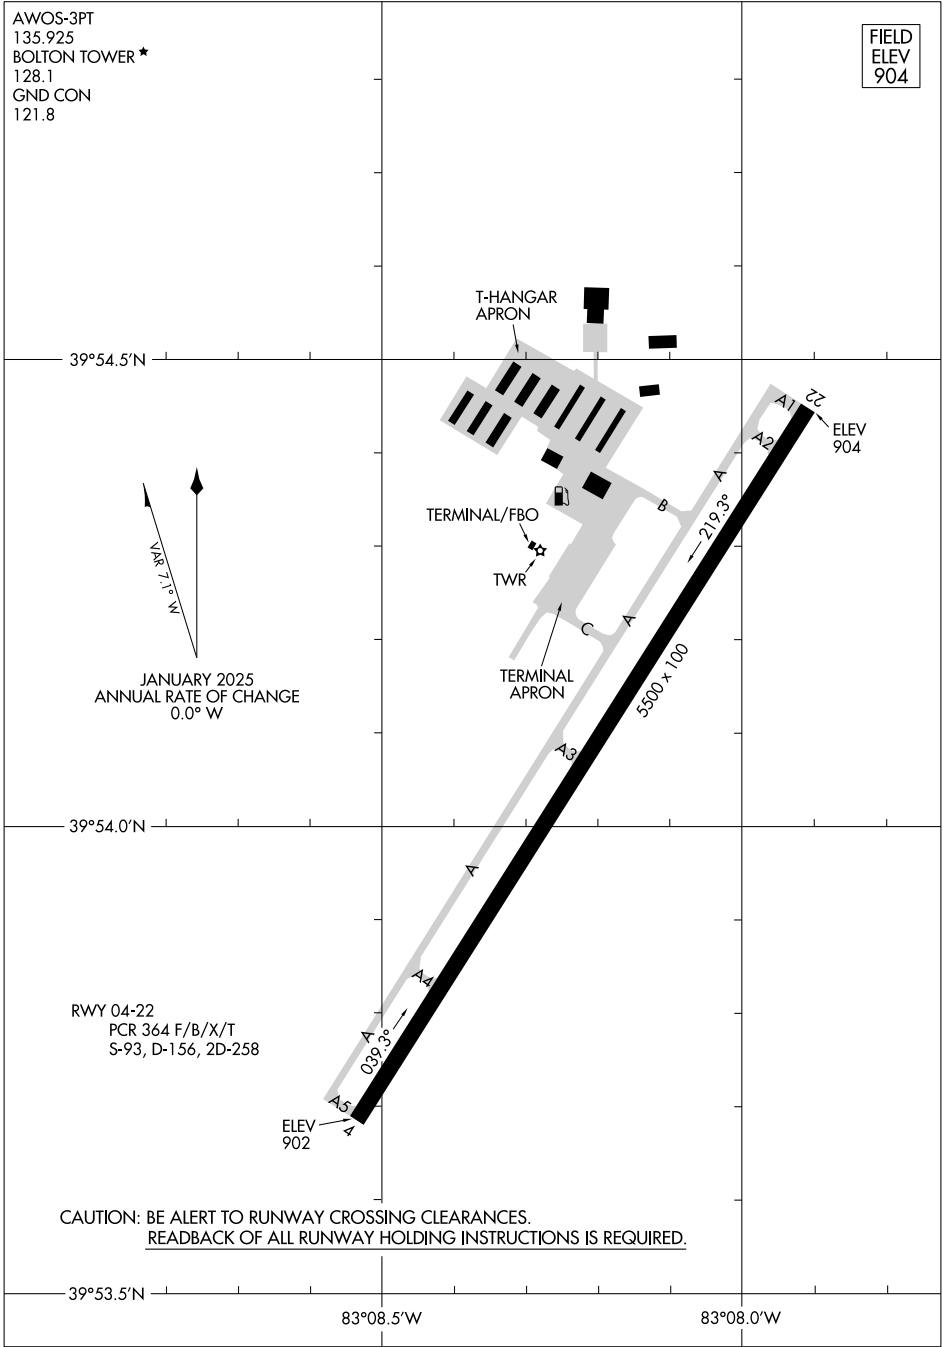 AWOS-3PT
135.925
BOLTON TOWER ★
128.1
GND CON
121.8
FIELD
ELEV
904
T-HANGAR
APRON
39°54.5'N
22
A1
ELEV
904
A2
A
B
219.3°
TERMINAL/FBO
TWR
VAR 7.1° W
A
C
5500 x 100
TERMINAL
APRON
JANUARY 2025
ANNUAL RATE OF CHANGE
0.0° W
A3
39°54.0'N
A
A4
RWY 04-22
PCR 364 F/B/X/T
S-93, D-156, 2D-258
A
039.3°
A5
ELEV
902
4
CAUTION: BE ALERT TO RUNWAY CROSSING CLEARANCES.
READBACK OF ALL RUNWAY HOLDING INSTRUCTIONS IS REQUIRED.
39°53.5'N
83°08.5'W
83°08.0'W